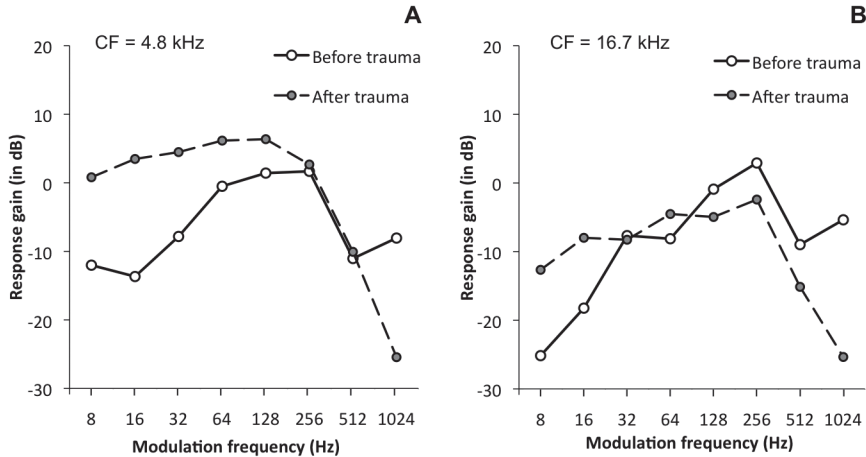 A
CF = 4.8 kHz
Before trauma
After trauma
Response gain (in dB)
20
10
0
-10
-20
-30
8 16 32 64 128 256 512 1024
Modulation frequency (Hz)
B
CF = 16.7 kHz
Before trauma
After trauma
Response gain (in dB)
20
10
0
-10
-20
-30
8 16 32 64 128 256 512 1024
Modulation frequency (Hz)